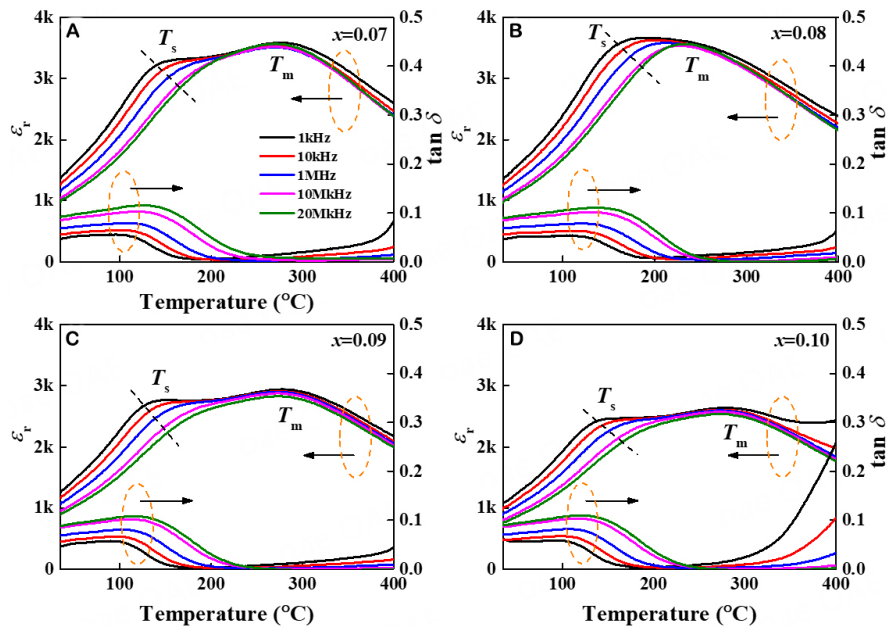 A
T_s
x=0.07
T_m
ε_r
tan δ
4k
3k
2k
1k
0
0.5
0.4
0.3
0.2
0.1
0.0
1kHz
10kHz
1MHz
10MkHz
20MkHz
100 200 300 400
Temperature (°C)
B
T_s
x=0.08
T_m
ε_r
tan δ
4k
3k
2k
1k
0
0.5
0.4
0.3
0.2
0.1
0.0
100 200 300 400
Temperature (°C)
C
T_s
x=0.09
T_m
ε_r
tan δ
4k
3k
2k
1k
0
0.5
0.4
0.3
0.2
0.1
0.0
100 200 300 400
Temperature (°C)
D
T_s
x=0.10
T_m
ε_r
tan δ
4k
3k
2k
1k
0
0.5
0.4
0.3
0.2
0.1
0.0
100 200 300 400
Temperature (°C)